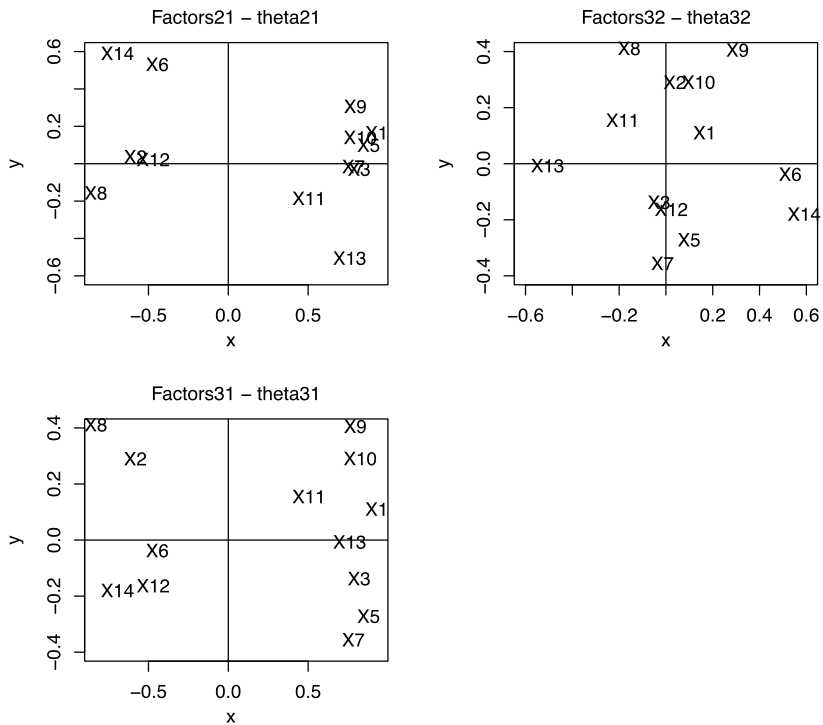 Factors21 – theta21
y
0.6
0.2
−0.2
−0.6
X14
X6
X9
X1
X10
X5
X2
X12
X7
X3
X8
X11
X13
−0.5 0.0 0.5
x
Factors32 – theta32
y
0.4
0.2
0.0
−0.2
−0.4
X8
X9
X2
X10
X11
X1
X13
X6
X3
X12
X14
X5
X7
−0.6 −0.2 0.2 0.4 0.6
x
Factors31 – theta31
y
0.4
0.2
0.0
−0.2
−0.4
X8
X9
X2
X10
X11
X1
X13
X6
X3
X12
X14
X5
X7
−0.5 0.0 0.5
x